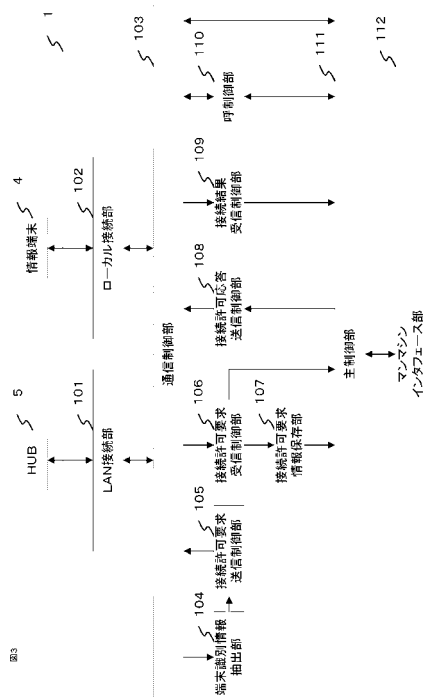 図3
HUB
5
情報端末
4
1
LAN接続部
101
ローカル接続部
102
通信制御部
103
端末識別情報
抽出部
104
接続許可要求
送信制御部
105
接続許可要求
受信制御部
106
接続許可要求
情報保存部
107
接続許可応答
送信制御部
108
接続結果
受信制御部
109
呼制御部
110
主制御部
111
マンマシン
インタフェース部
112